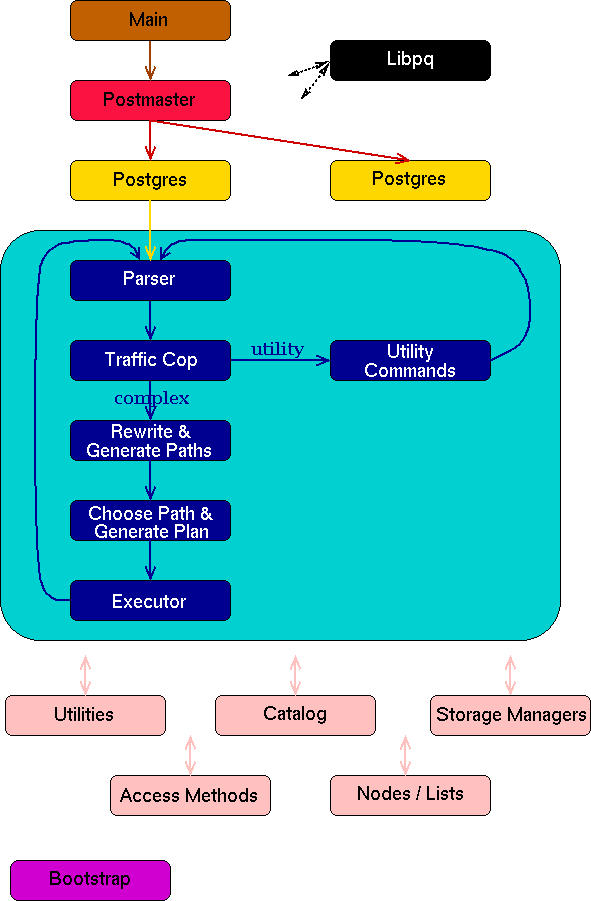 Main
Libpq
Postmaster
Postgres
Postgres
Parser
Traffic Cop
utility
Utility
Commands
complex
Rewrite &
Generate Paths
Choose Path &
Generate Plan
Executor
Utilities
Catalog
Storage Managers
Access Methods
Nodes / Lists
Bootstrap